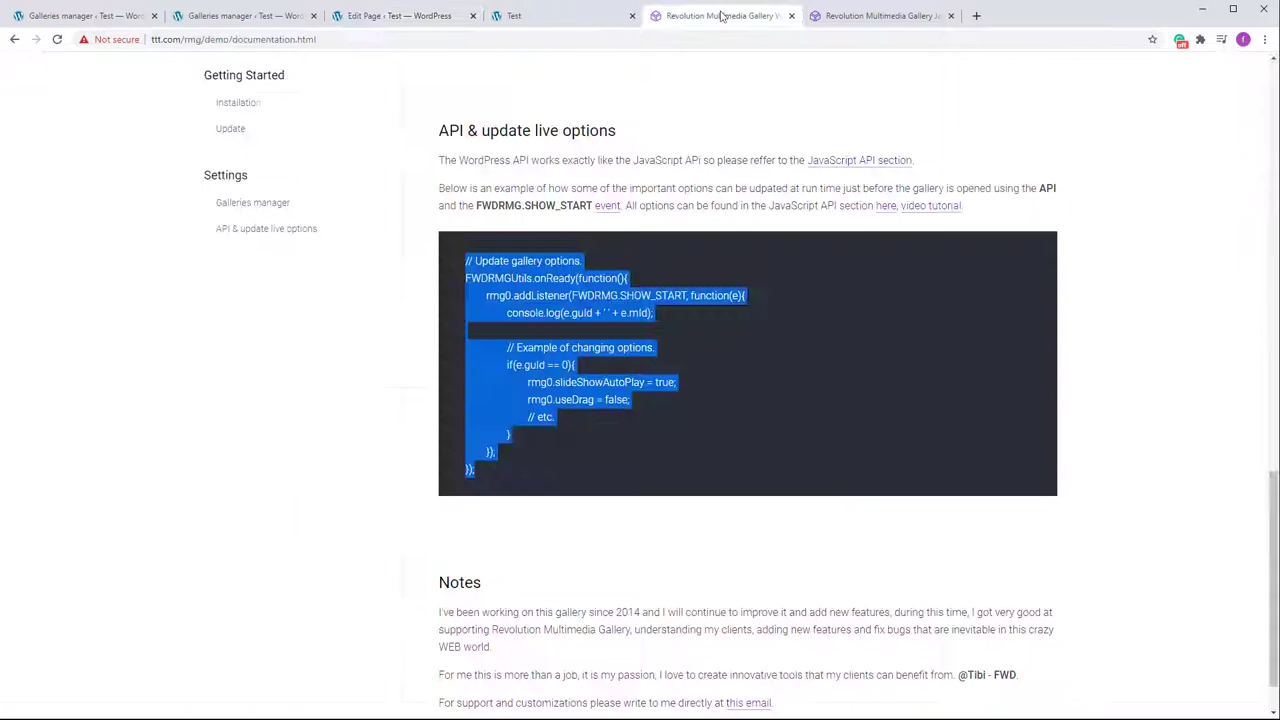 Galleries manager ‹ Test — Wor
Galleries manager ‹ Test — Wor
Edit Page ‹ Test — WordPress
Test
Revolution Multimedia Gallery
Revolution Multimedia Gallery Ja
Not secure
ttt.com/rmg/demo/documentation.html
off
f
Getting Started
Installation
Update
Settings
Galleries manager
API & update live options
API & update live options
The WordPress API works exactly like the JavaScript APi so please reffer to the JavaScript API section.
Below is an example of how some of the important options can be udpated at run time just before the gallery is opened using the API
and the FWDRMG.SHOW_START event. All options can be found in the JavaScript API section here, video tutorial.
// Update gallery options.
FWDRMGUtils.onReady(function(){
rmg0.addListener(FWDRMG.SHOW_START, function(e){
console.log(e.guId + ' ' + e.mId);
// Example of changing options.
if(e.guId == 0){
rmg0.slideShowAutoPlay = true;
rmg0.useDrag = false;
// etc.
}
});
});
Notes
I've been working on this gallery since 2014 and I will continue to improve it and add new features, during this time, I got very good at
supporting Revolution Multimedia Gallery, understanding my clients, adding new features and fix bugs that are inevitable in this crazy
WEB world.
For me this is more than a job, it is my passion, I love to create innovative tools that my clients can benefit from. @Tibi - FWD.
For support and customizations please write to me directly at this email.